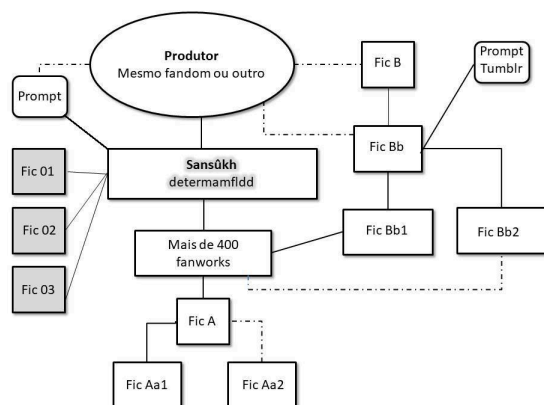 Produtor
Mesmo fandom ou outro
Fic B
Prompt
Tumblr
Prompt
Fic Bb
Fic 01
Sansûkh
determamfldd
Fic 02
Mais de 400
fanworks
Fic Bb1
Fic Bb2
Fic 03
Fic A
Fic Aa1
Fic Aa2